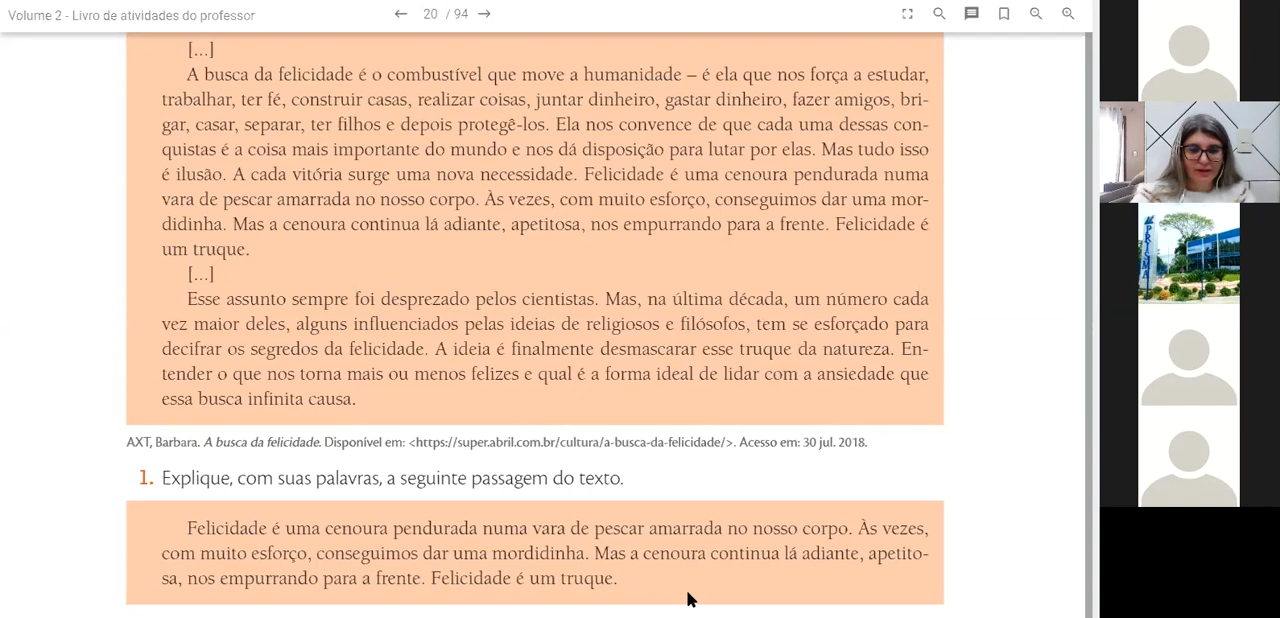 Volume 2 - Livro de atividades do professor
← 20 / 94 →
[...]
A busca da felicidade é o combustível que move a humanidade – é ela que nos força a estudar,
trabalhar, ter fé, construir casas, realizar coisas, juntar dinheiro, gastar dinheiro, fazer amigos, bri-
gar, casar, separar, ter filhos e depois protegê-los. Ela nos convence de que cada uma dessas con-
quistas é a coisa mais importante do mundo e nos dá disposição para lutar por elas. Mas tudo isso
é ilusão. A cada vitória surge uma nova necessidade. Felicidade é uma cenoura pendurada numa
vara de pescar amarrada no nosso corpo. Às vezes, com muito esforço, conseguimos dar uma mor-
didinha. Mas a cenoura continua lá adiante, apetitosa, nos empurrando para a frente. Felicidade é
um truque.
[...]
Esse assunto sempre foi desprezado pelos cientistas. Mas, na última década, um número cada
vez maior deles, alguns influenciados pelas ideias de religiosos e filósofos, tem se esforçado para
decifrar os segredos da felicidade. A ideia é finalmente desmascarar esse truque da natureza. En-
tender o que nos torna mais ou menos felizes e qual é a forma ideal de lidar com a ansiedade que
essa busca infinita causa.
AXT, Barbara. A busca da felicidade. Disponível em: <https://super.abril.com.br/cultura/a-busca-da-felicidade/>. Acesso em: 30 jul. 2018.
1. Explique, com suas palavras, a seguinte passagem do texto.
Felicidade é uma cenoura pendurada numa vara de pescar amarrada no nosso corpo. Às vezes,
com muito esforço, conseguimos dar uma mordidinha. Mas a cenoura continua lá adiante, apetito-
sa, nos empurrando para a frente. Felicidade é um truque.
PRISMA